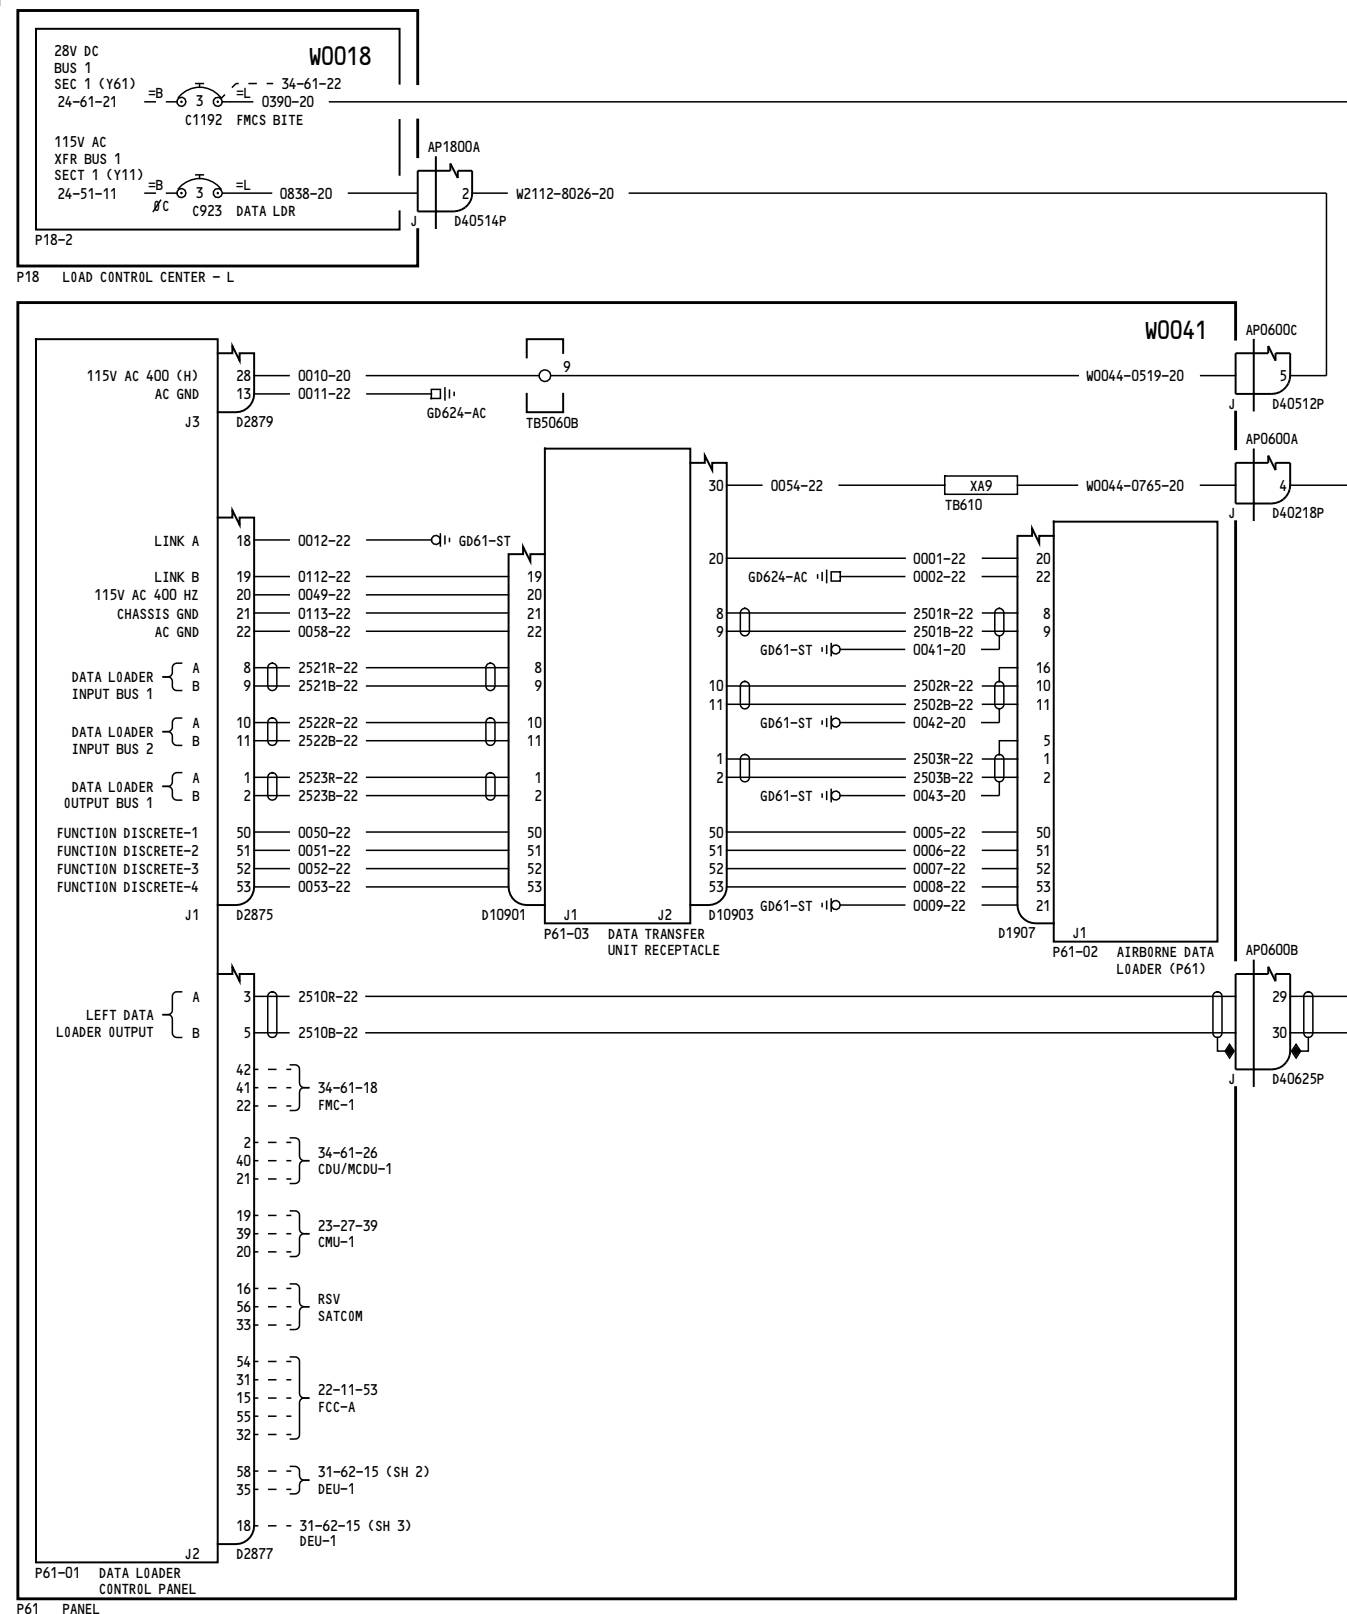 28V DC
BUS 1
SEC 1 (Y61)
24-61-21
W0018
=B
3
=L
34-61-22
0390-20
C1192 FMCS BITE
115V AC
XFR BUS 1
SECT 1 (Y11)
24-51-11
=B
ØC
3
=L
0838-20
C923 DATA LDR
AP1800A
2
W2112-8026-20
J
D40514P
P18-2
P18 LOAD CONTROL CENTER - L
W0041
AP0600C
115V AC 400 (H) 28 0010-20 9 W0044-0519-20 5
AC GND 13 0011-22 GD624-AC
J3 D2879 TB5060B J D40512P
AP0600A
30 0054-22 XA9 W0044-0765-20 4
TB610 J D40218P
LINK A 18 0012-22 GD61-ST
LINK B 19 0112-22 19
115V AC 400 HZ 20 0049-22 20
CHASSIS GND 21 0113-22 21
AC GND 22 0058-22 22
DATA LOADER
INPUT BUS 1
A 8 2521R-22 8
B 9 2521B-22 9
DATA LOADER
INPUT BUS 2
A 10 2522R-22 10
B 11 2522B-22 11
DATA LOADER
OUTPUT BUS 1
A 1 2523R-22 1
B 2 2523B-22 2
FUNCTION DISCRETE-1 50 0050-22 50
FUNCTION DISCRETE-2 51 0051-22 51
FUNCTION DISCRETE-3 52 0052-22 52
FUNCTION DISCRETE-4 53 0053-22 53
J1 D2875 D10901 J1 J2 D10903
P61-03 DATA TRANSFER
UNIT RECEPTACLE
20 0001-22 20
GD624-AC 0002-22 22
8 2501R-22 8
9 2501B-22 9
GD61-ST 0041-20
16
10 2502R-22 10
11 2502B-22 11
GD61-ST 0042-20
5
1 2503R-22 1
2 2503B-22 2
GD61-ST 0043-20
50 0005-22 50
51 0006-22 51
52 0007-22 52
53 0008-22 53
GD61-ST 0009-22 21
D1907 J1
P61-02 AIRBORNE DATA
LOADER (P61)
AP0600B
LEFT DATA
LOADER OUTPUT
A 3 2510R-22 29
B 5 2510B-22 30
J D40625P
42
41
22
34-61-18
FMC-1
2
40
21
34-61-26
CDU/MCDU-1
19
39
20
23-27-39
CMU-1
16
56
33
RSV
SATCOM
54
31
15
55
32
22-11-53
FCC-A
58
35
31-62-15 (SH 2)
DEU-1
18
31-62-15 (SH 3)
DEU-1
J2 D2877
P61-01 DATA LOADER
CONTROL PANEL
P61 PANEL